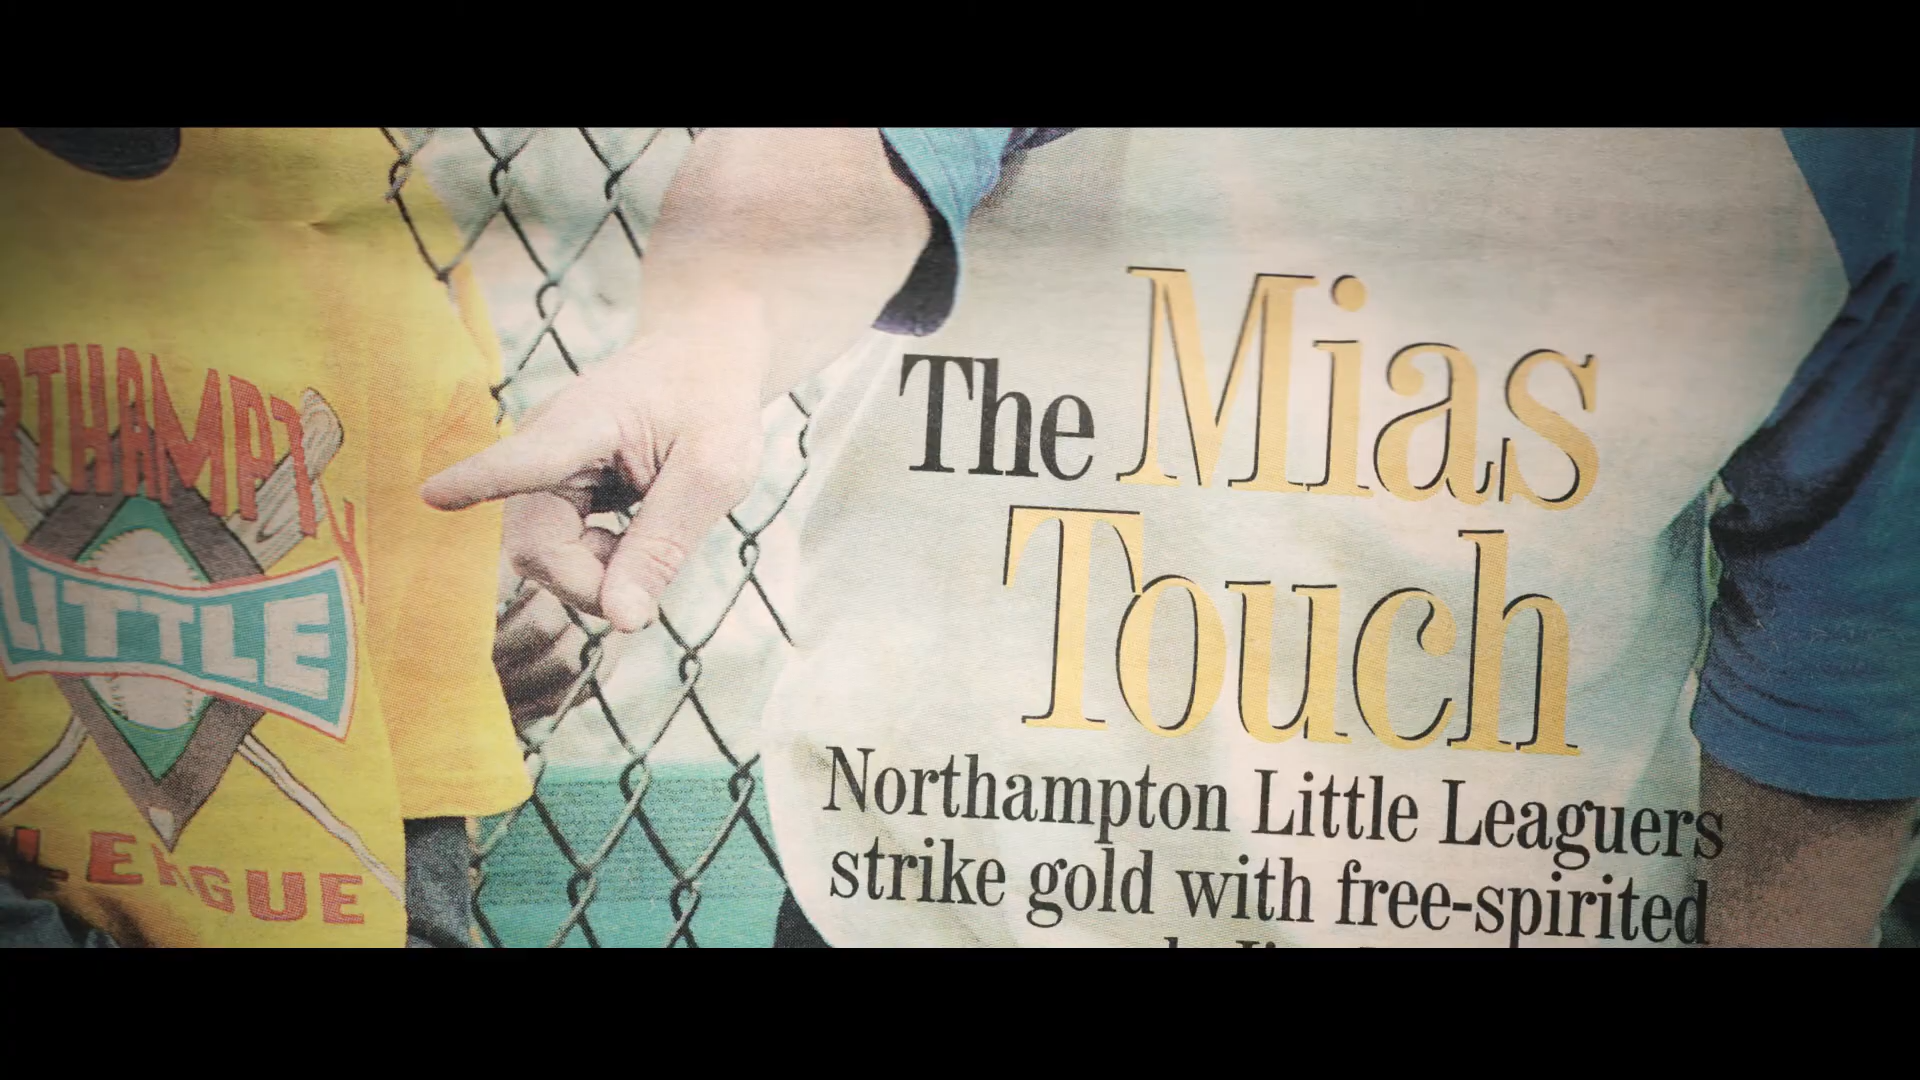 The Mias
Touch
Northampton Little Leaguers
strike gold with free-spirited
RTHAMPT
LITTLE
LEAGUE